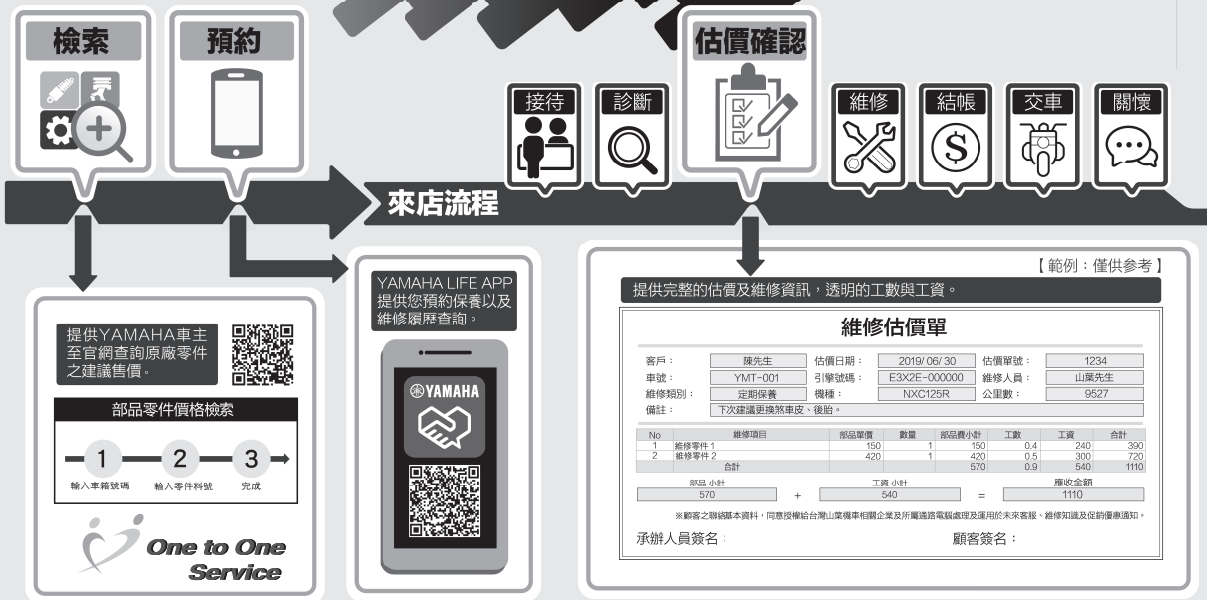 檢索
預約
估價確認
接待
診斷
維修
結帳
交車
關懷
來店流程
提供YAMAHA車主
至官網查詢原廠零件
之建議售價。
部品零件價格檢索
1
2
3
輸入車籍號碼
輸入零件料號
完成
One to One
Service
YAMAHA LIFE APP
提供您預約保養以及
維修履歷查詢。
YAMAHA
【範例：僅供參考】
提供完整的估價及維修資訊，透明的工數與工資。
維修估價單
客戶： 陳先生 估價日期： 2019/ 06/ 30 估價單號： 1234
車號： YMT-001 引擎號碼： E3X2E-000000 維修人員： 山葉先生
維修類別： 定期保養 機種： NXC125R 公里數： 9527
備註： 下次建議更換煞車皮、後胎。
No 維修項目 部品單價 數量 部品費小計 工數 工資 合計
1 維修零件 1 150 1 150 0.4 240 390
2 維修零件 2 420 1 420 0.5 300 720
合計 570 0.9 540 1110
部品 小計 工資 小計 應收金額
570 + 540 = 1110
※顧客之聯絡基本資料，同意授權給台灣山葉機車相關企業及所屬通路電腦處理及運用於未來客服、維修知識及促銷優惠通知。
承辦人員簽名： 顧客簽名：